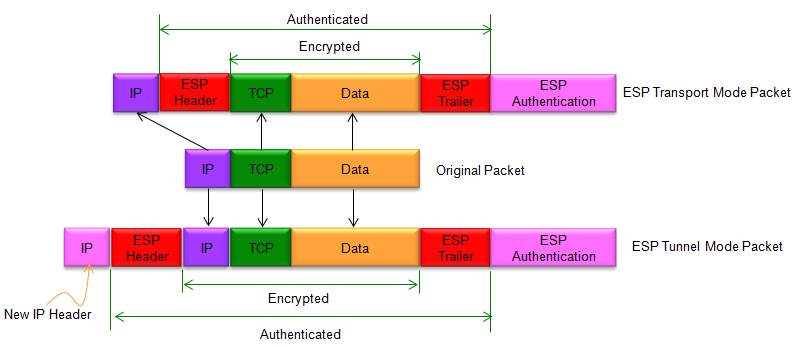 Authenticated
Encrypted
IP
ESP
Header
TCP
Data
ESP
Trailer
ESP
Authentication
ESP Transport Mode Packet
IP
TCP
Data
Original Packet
IP
ESP
Header
IP
TCP
Data
ESP
Trailer
ESP
Authentication
ESP Tunnel Mode Packet
Encrypted
New IP Header
Authenticated